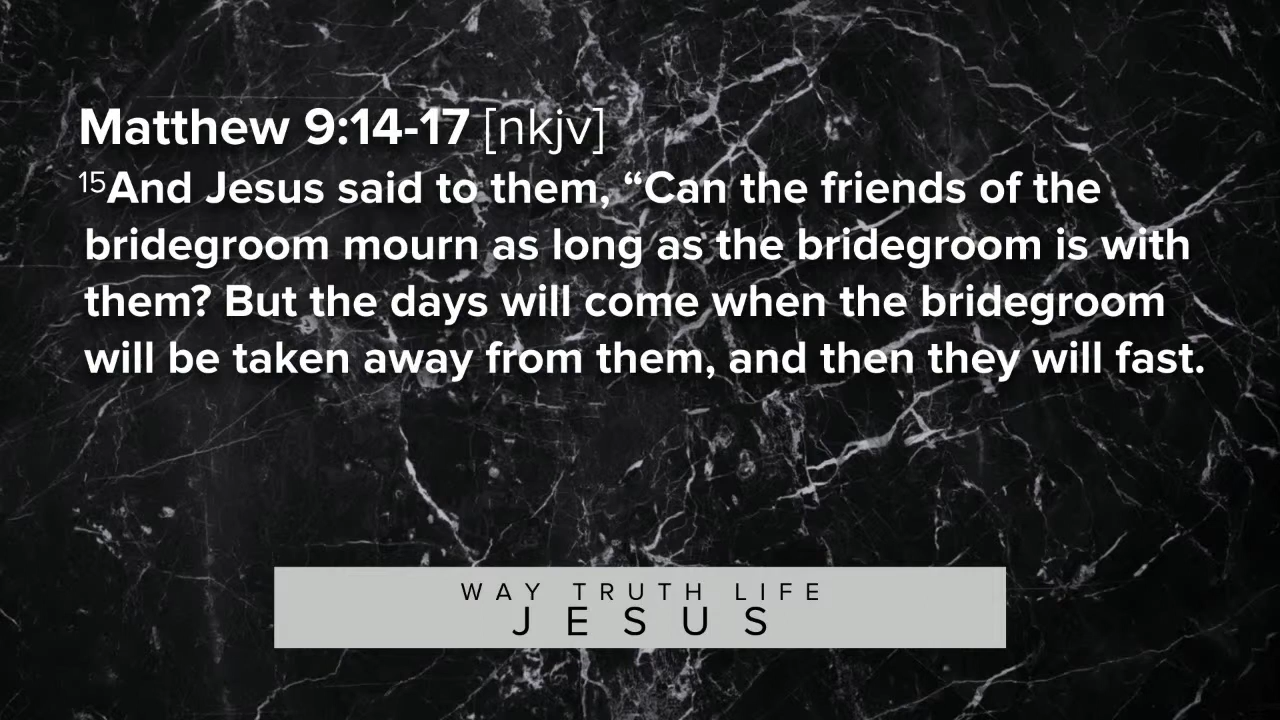 Matthew 9:14-17 [nkjv]
15And Jesus said to them, “Can the friends of the
bridegroom mourn as long as the bridegroom is with
them? But the days will come when the bridegroom
will be taken away from them, and then they will fast.
WAY TRUTH LIFE
JESUS